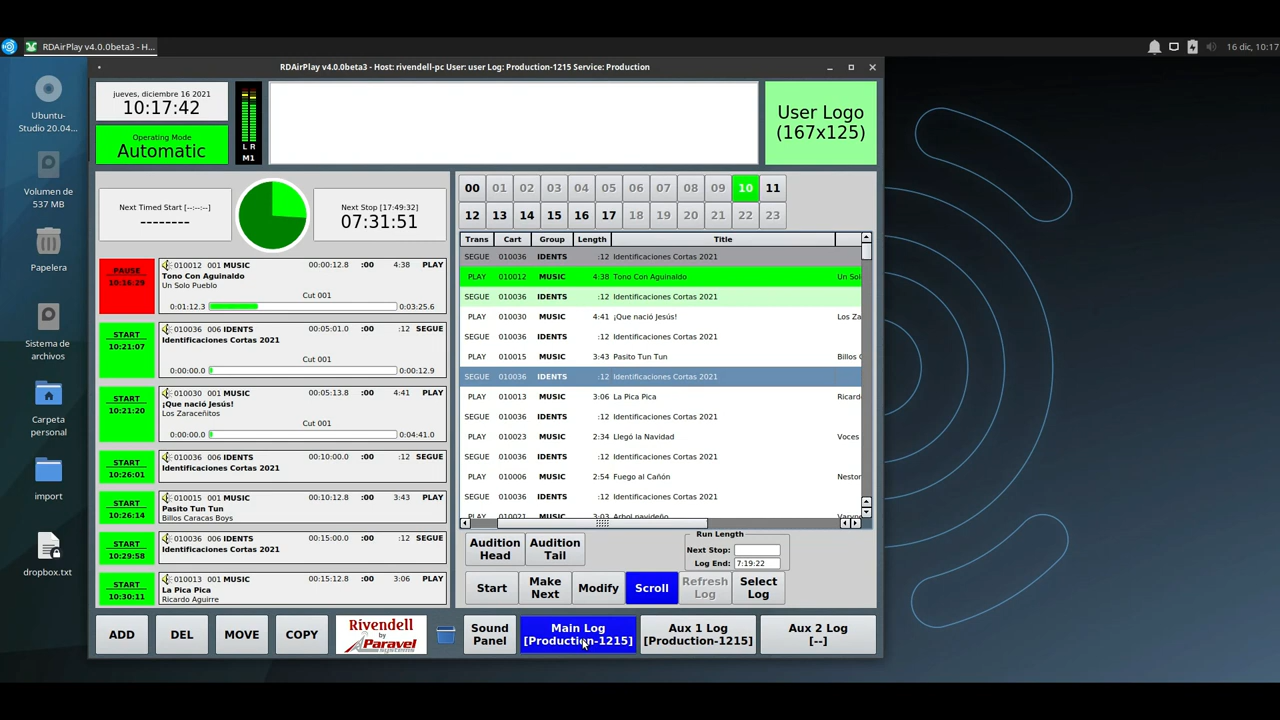 RDAirPlay v4.0.0beta3 - H...
16 dic, 10:17
RDAirPlay v4.0.0beta3 - Host: rivendell-pc User: user Log: Production-1215 Service: Production
Ubuntu-
Studio 20.04...
Volumen de
537 MB
Papelera
Sistema de
archivos
Carpeta
personal
import
dropbox.txt
jueves, diciembre 16 2021
10:17:42
Operating Mode
Automatic
L R
M1
User Logo
(167x125)
Next Timed Start [--:--:--]
--------
Next Stop [17:49:32]
07:31:51
PAUSE
10:16:29
010012 001 MUSIC 00:00:12.8 :00 4:38 PLAY
Tono Con Aguinaldo
Un Solo Pueblo
Cut 001
0:01:12.3 0:03:25.6
START
10:21:07
010036 006 IDENTS 00:05:01.0 :00 :12 SEGUE
Identificaciones Cortas 2021
Cut 001
0:00:00.0 0:00:12.9
START
10:21:20
010030 001 MUSIC 00:05:13.8 :00 4:41 PLAY
¡Que nació Jesús!
Los Zaraceñitos
Cut 001
0:00:00.0 0:04:41.0
START
10:26:01
010036 006 IDENTS 00:10:00.0 :00 :12 SEGUE
Identificaciones Cortas 2021
START
10:26:14
010015 001 MUSIC 00:10:12.8 :00 3:43 PLAY
Pasito Tun Tun
Billos Caracas Boys
START
10:29:58
010036 006 IDENTS 00:15:00.0 :00 :12 SEGUE
Identificaciones Cortas 2021
START
10:30:11
010013 001 MUSIC 00:15:12.8 :00 3:06 PLAY
La Pica Pica
Ricardo Aguirre
00 01 02 03 04 05 06 07 08 09 10 11
12 13 14 15 16 17 18 19 20 21 22 23
Trans Cart Group Length Title
SEGUE 010036 IDENTS :12 Identificaciones Cortas 2021
PLAY 010012 MUSIC 4:38 Tono Con Aguinaldo Un Sol
SEGUE 010036 IDENTS :12 Identificaciones Cortas 2021
PLAY 010030 MUSIC 4:41 ¡Que nació Jesús! Los Za
SEGUE 010036 IDENTS :12 Identificaciones Cortas 2021
PLAY 010015 MUSIC 3:43 Pasito Tun Tun Billos C
SEGUE 010036 IDENTS :12 Identificaciones Cortas 2021
PLAY 010013 MUSIC 3:06 La Pica Pica Ricard
SEGUE 010036 IDENTS :12 Identificaciones Cortas 2021
PLAY 010023 MUSIC 2:34 Llegó la Navidad Voces
SEGUE 010036 IDENTS :12 Identificaciones Cortas 2021
PLAY 010006 MUSIC 2:54 Fuego al Cañón Nestor
SEGUE 010036 IDENTS :12 Identificaciones Cortas 2021
MUSIC 3:03 Arbol navideño
Audition
Head
Audition
Tail
Run Length
Next Stop:
Log End: 7:19:22
Start
Make
Next
Modify
Scroll
Refresh
Log
Select
Log
ADD
DEL
MOVE
COPY
Rivendell
by
Paravel
systems
Sound
Panel
Main Log
[Production-1215]
Aux 1 Log
[Production-1215]
Aux 2 Log
[--]